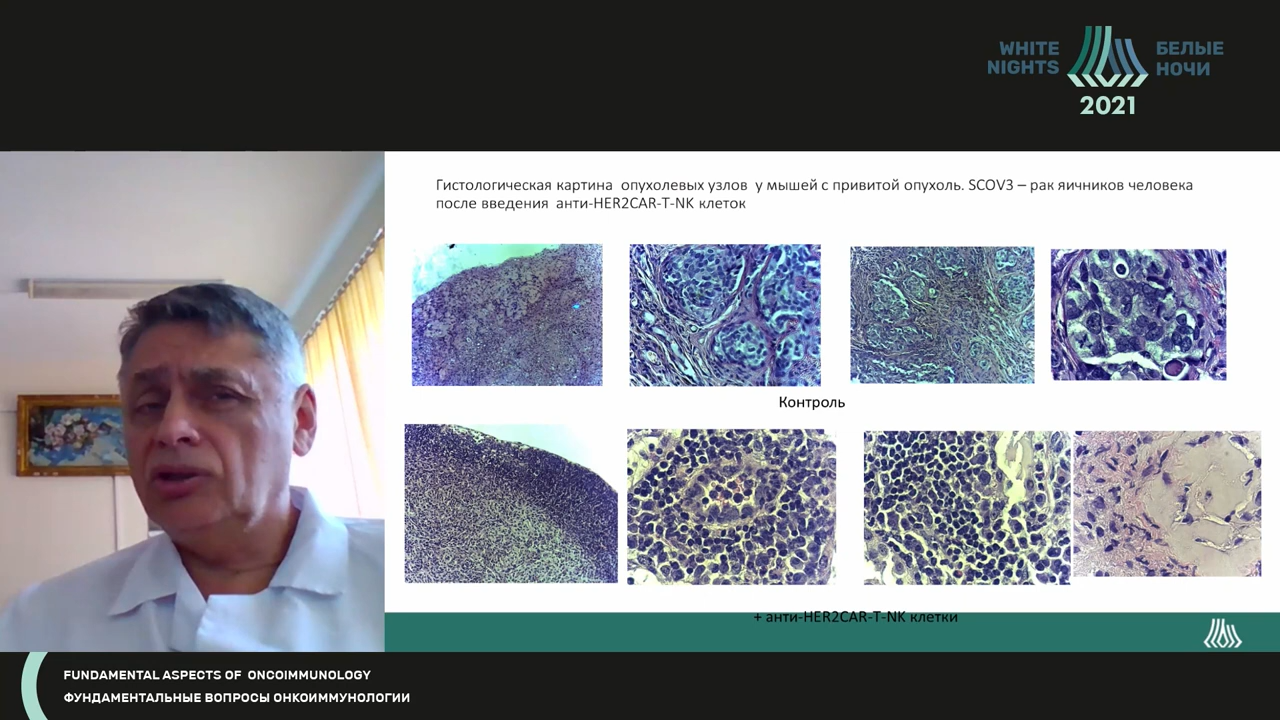 WHITE NIGHTS
БЕЛЫЕ НОЧИ
2021
Гистологическая картина опухолевых узлов у мышей с привитой опухоль. SCOV3 – рак яичников человека
после введения анти-HER2CAR-T-NK клеток
Контроль
+ анти-HER2CAR-T-NK клетки
FUNDAMENTAL ASPECTS OF ONCOIMMUNOLOGY
ФУНДАМЕНТАЛЬНЫЕ ВОПРОСЫ ОНКОИММУНОЛОГИИ